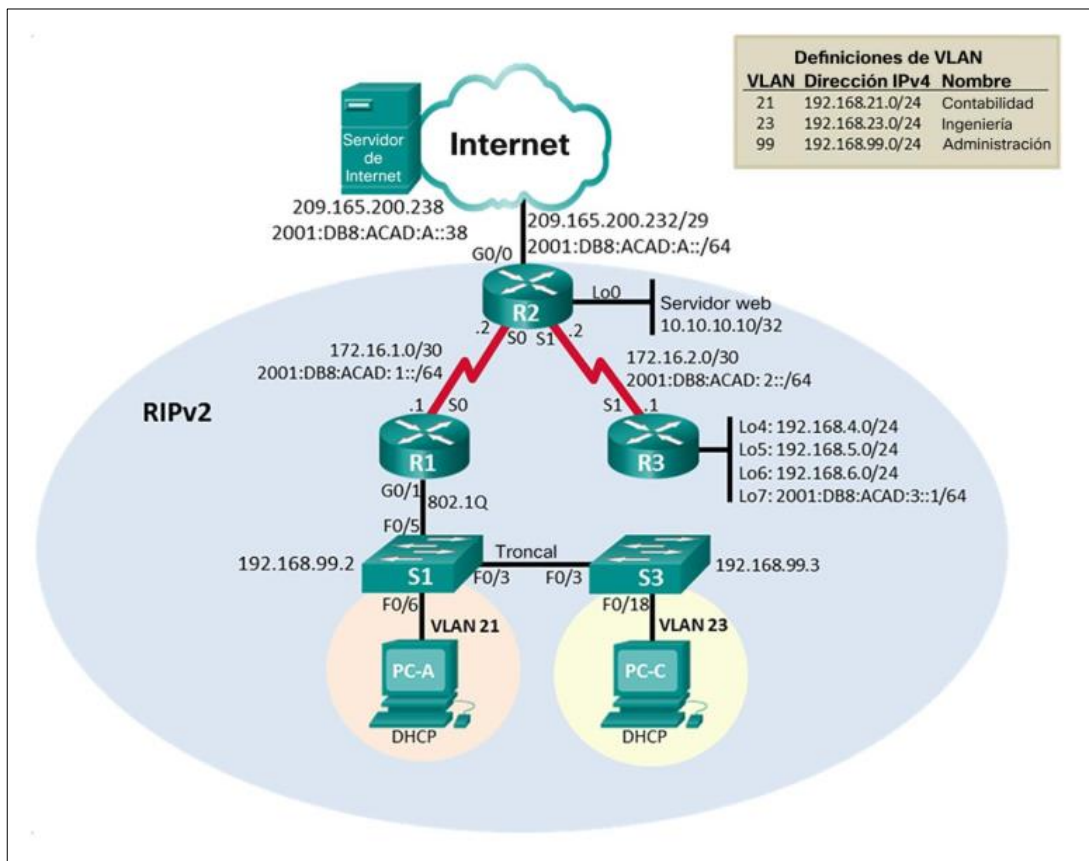 Definiciones de VLAN
VLAN Dirección IPv4 Nombre
21 192.168.21.0/24 Contabilidad
23 192.168.23.0/24 Ingeniería
99 192.168.99.0/24 Administración
Servidor
de
Internet
Internet
209.165.200.238
2001:DB8:ACAD:A::38
209.165.200.232/29
2001:DB8:ACAD:A::/64
G0/0
R2
Lo0
Servidor web
10.10.10.10/32
.2
S0
S1
.2
172.16.1.0/30
2001:DB8:ACAD: 1::/64
172.16.2.0/30
2001:DB8:ACAD: 2::/64
RIPv2
.1
S0
S1
.1
R1
R3
Lo4: 192.168.4.0/24
Lo5: 192.168.5.0/24
Lo6: 192.168.6.0/24
Lo7: 2001:DB8:ACAD:3::1/64
G0/1
802.1Q
F0/5
192.168.99.2
S1
Troncal
F0/3
F0/3
S3
192.168.99.3
F0/6
F0/18
VLAN 21
VLAN 23
PC-A
PC-C
DHCP
DHCP